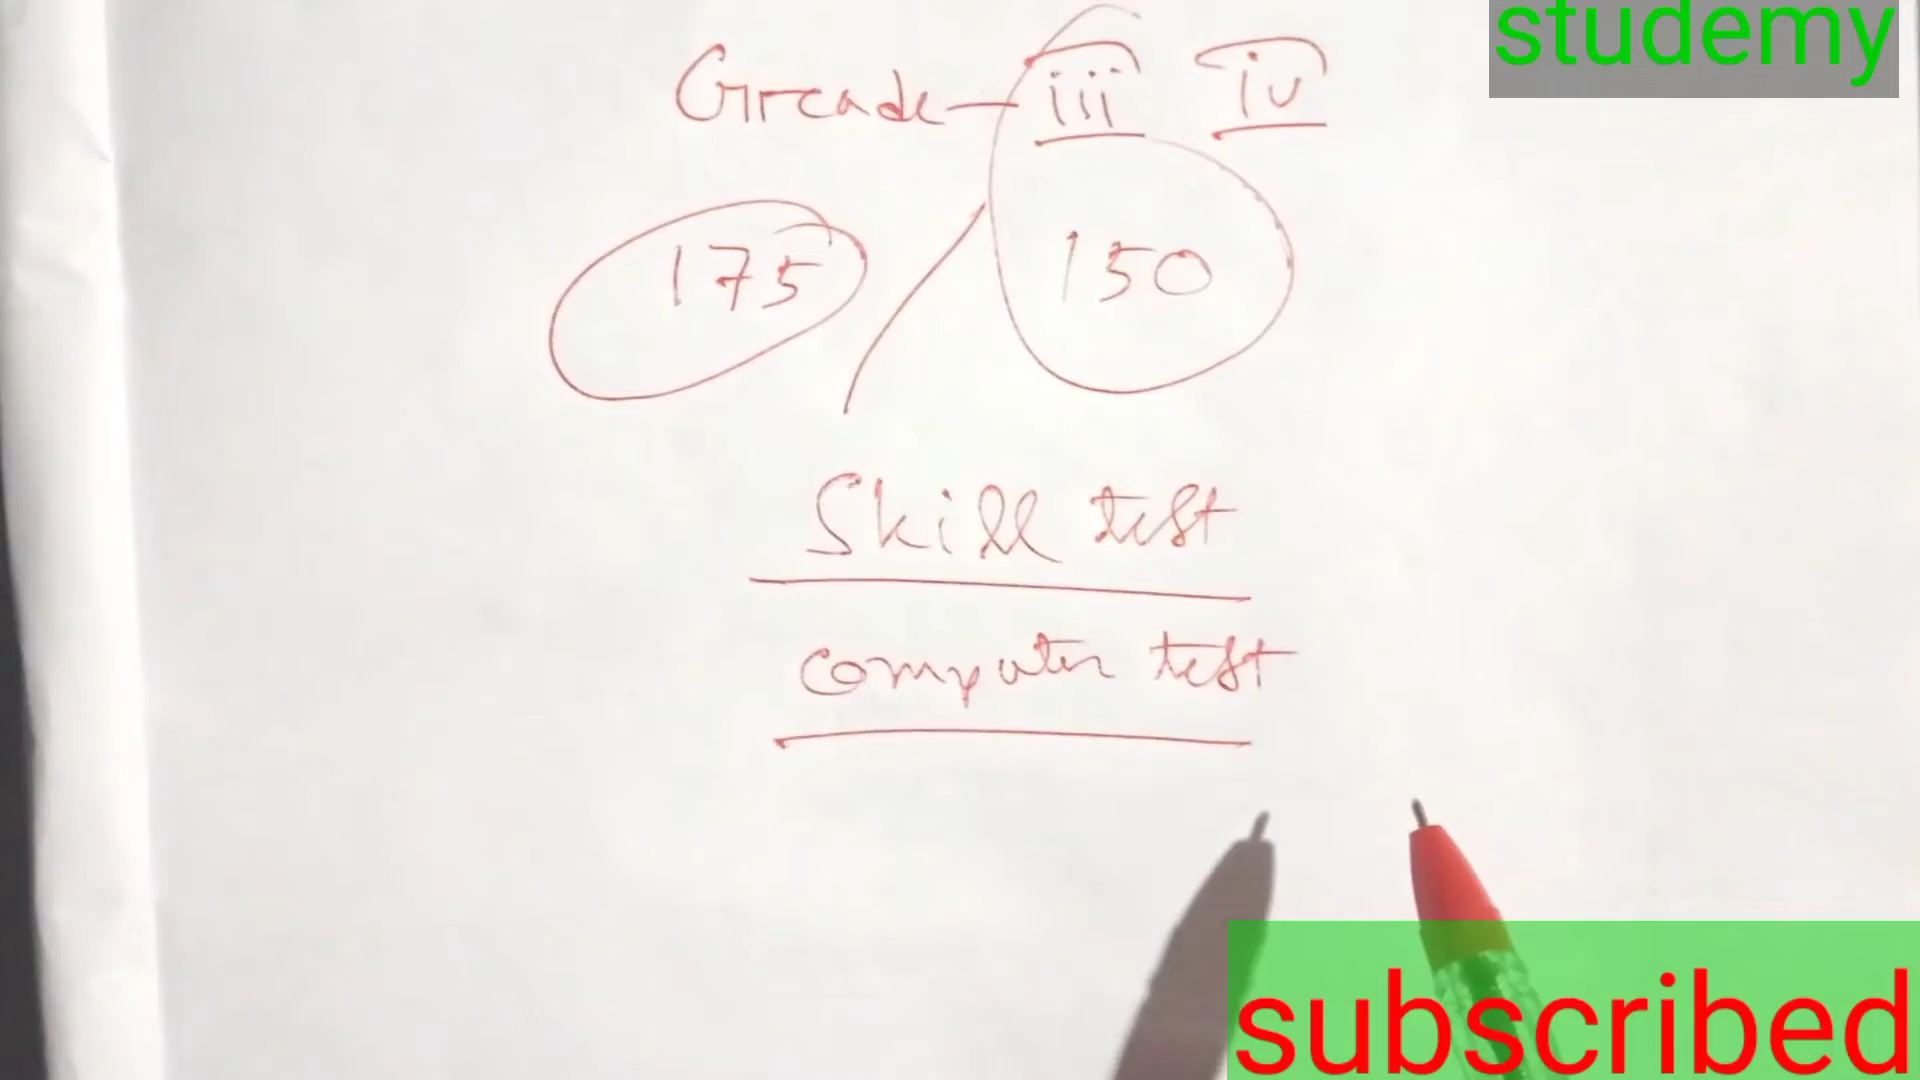 studemy
Grade – iii iv
175 / 150
Skill test
computer test
subscribed